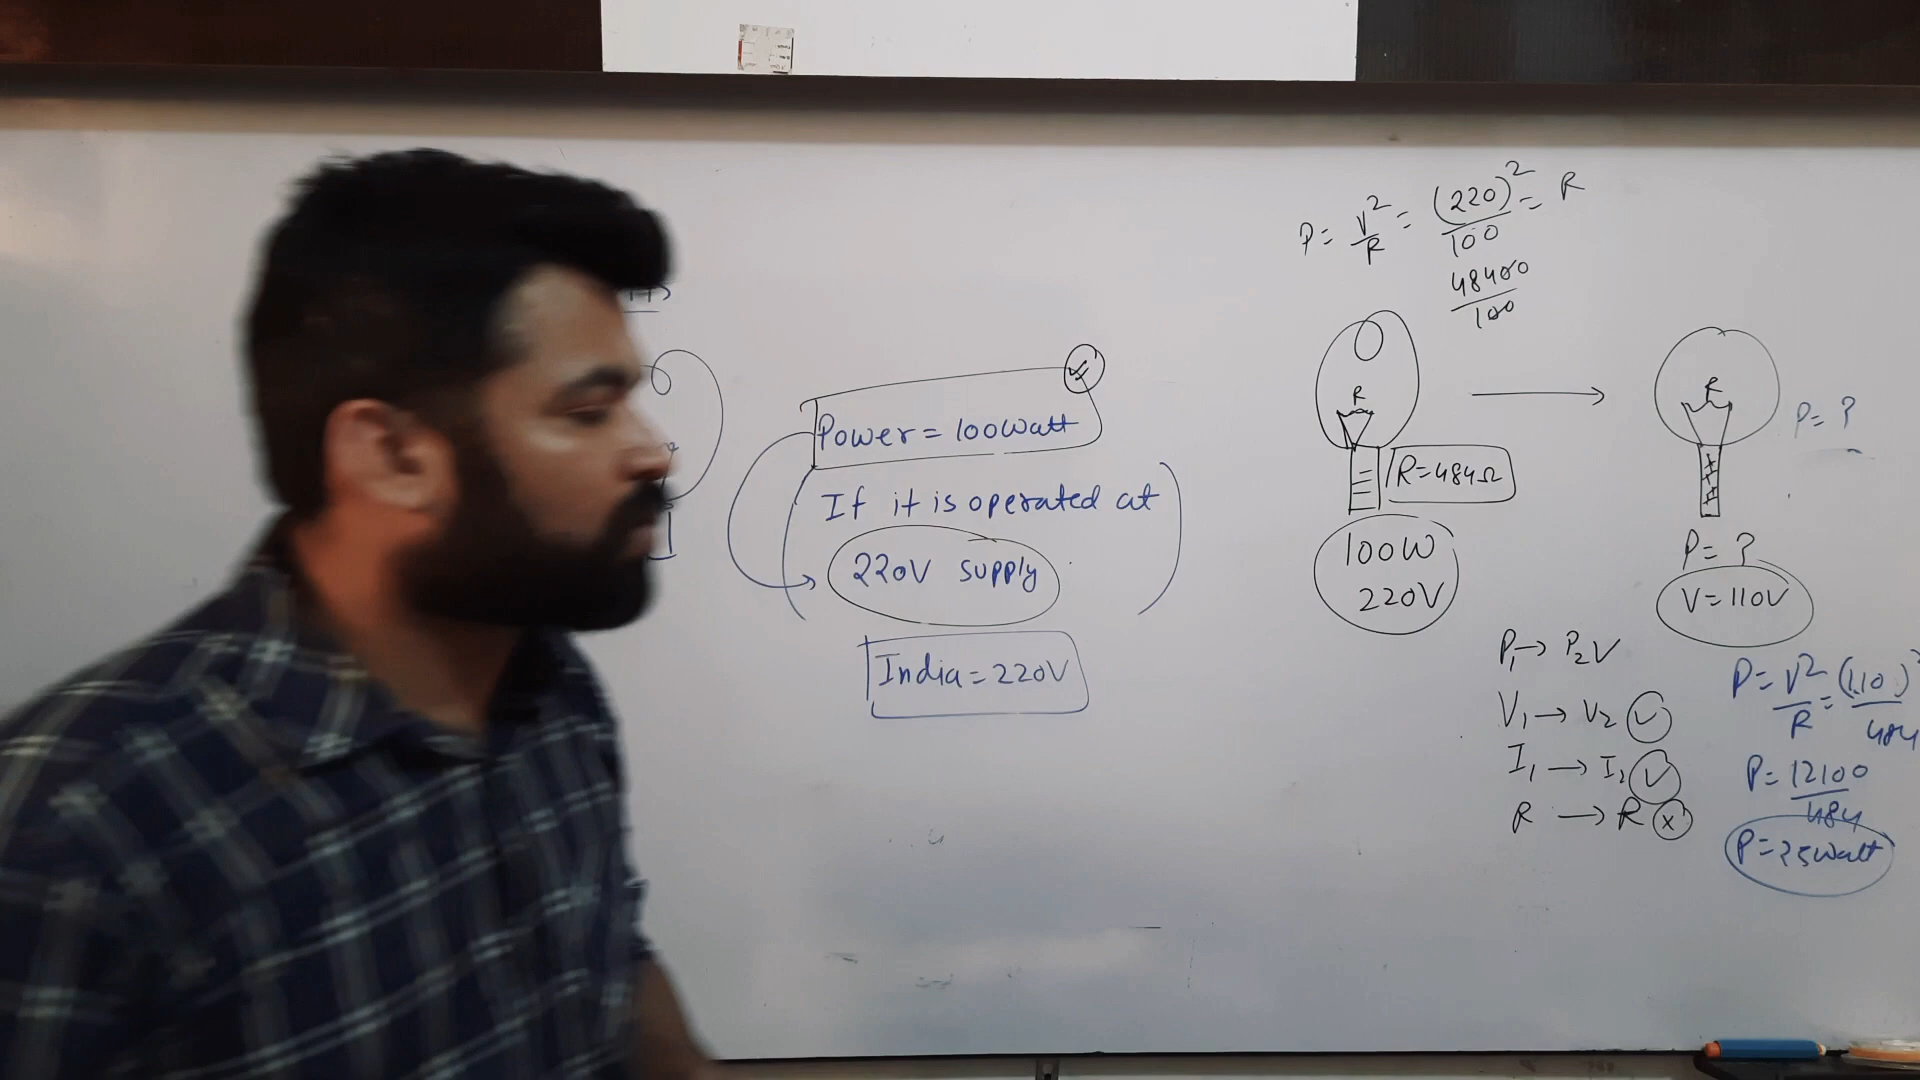 Power = 100watt
If it is operated at
220V supply
India = 220V
P = V²/R = (220)²/100 = R
48400/100
R
R=484Ω
100W
220V
R
P = ?
P = ?
V = 110V
P₁ → P₂ V
V₁ → V₂ ✓
I₁ → I₂ ✓
R → R x
P = V²/R = (110)²/484
P = 12100/484
P = 25watt